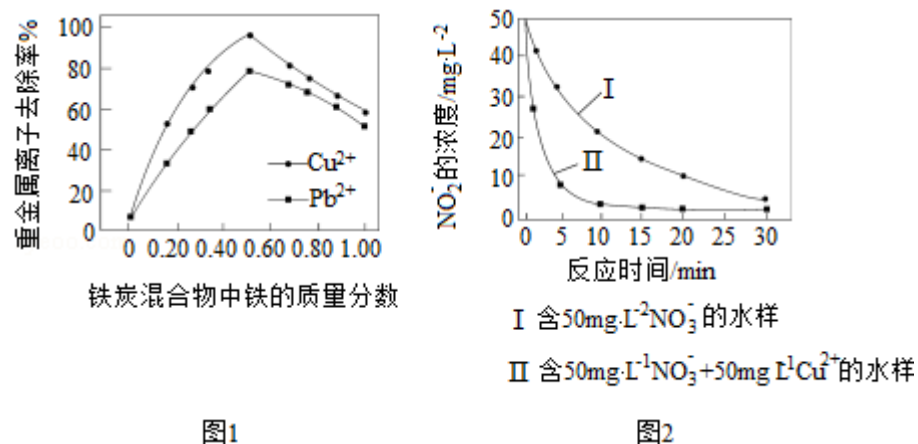 重金属离子去除率%
100
80
60
40
20
0
0 0.20 0.40 0.60 0.80 1.00
Cu²⁺
Pb²⁺
铁炭混合物中铁的质量分数
图1
NO₂⁻的浓度/mg·L⁻²
50
40
30
20
10
0
0 5 10 15 20 25 30
Ⅰ
Ⅱ
反应时间/min
Ⅰ 含50mg·L⁻²NO₃⁻的水样
Ⅱ 含50mg·L⁻¹NO₃⁻+50mg L¹Cu²⁺的水样
图2